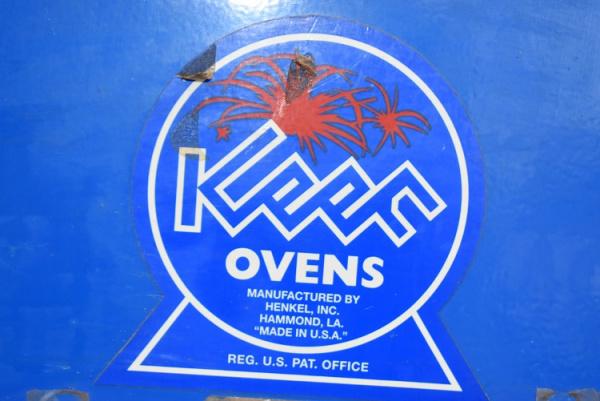 Keen
OVENS
MANUFACTURED BY
HENKEL, INC.
HAMMOND, LA.
"MADE IN U.S.A."
REG. U.S. PAT. OFFICE